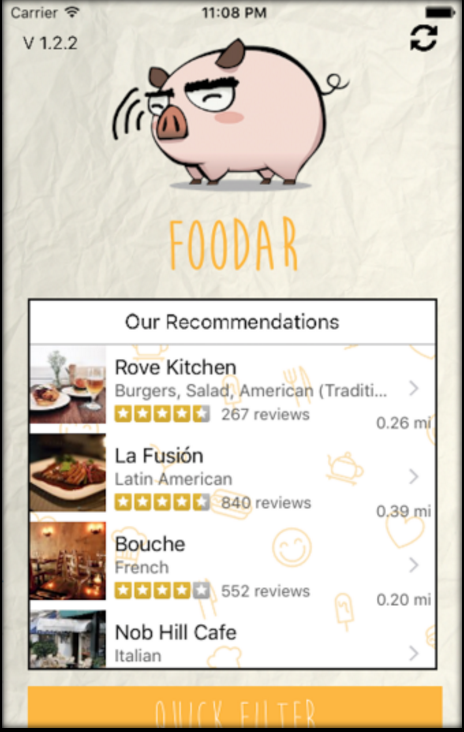 Carrier 11:08 PM
V 1.2.2
FOODAR
Our Recommendations
Rove Kitchen
Burgers, Salad, American (Traditi...
267 reviews
0.26 mi
La Fusión
Latin American
840 reviews
0.39 mi
Bouche
French
552 reviews
0.20 mi
Nob Hill Cafe
Italian
QUICK FILTER